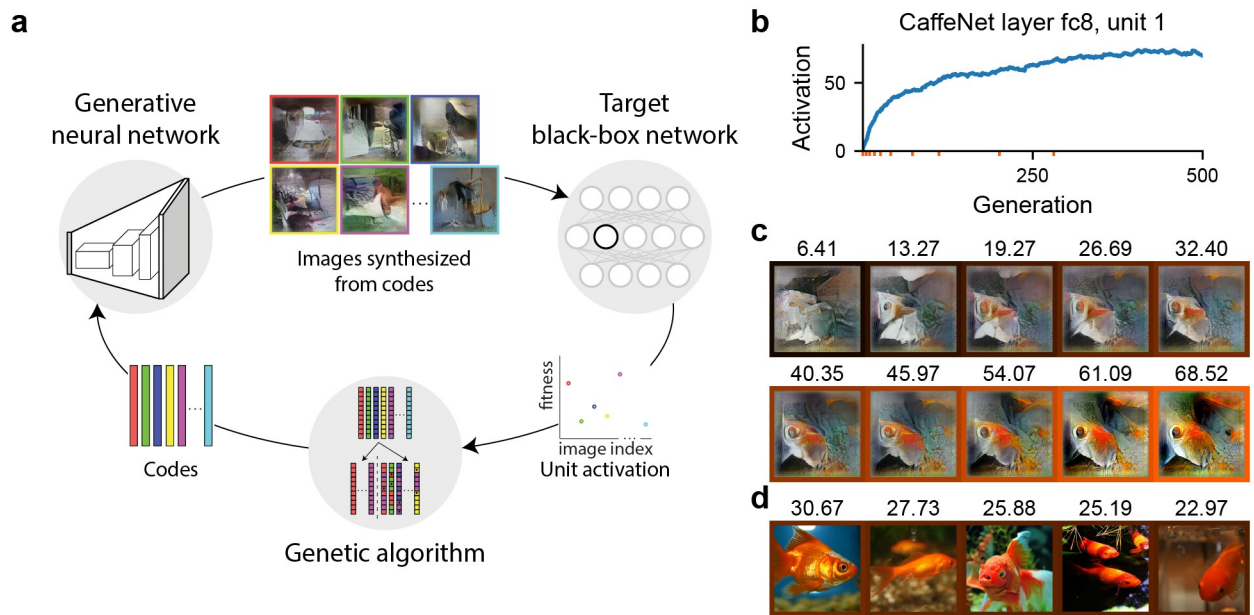 a
Generative
neural network
Images synthesized
from codes
Target
black-box network
fitness
image index
Unit activation
Genetic algorithm
Codes
b
CaffeNet layer fc8, unit 1
Activation
50
0
250
500
Generation
c
6.41 13.27 19.27 26.69 32.40
40.35 45.97 54.07 61.09 68.52
d
30.67 27.73 25.88 25.19 22.97